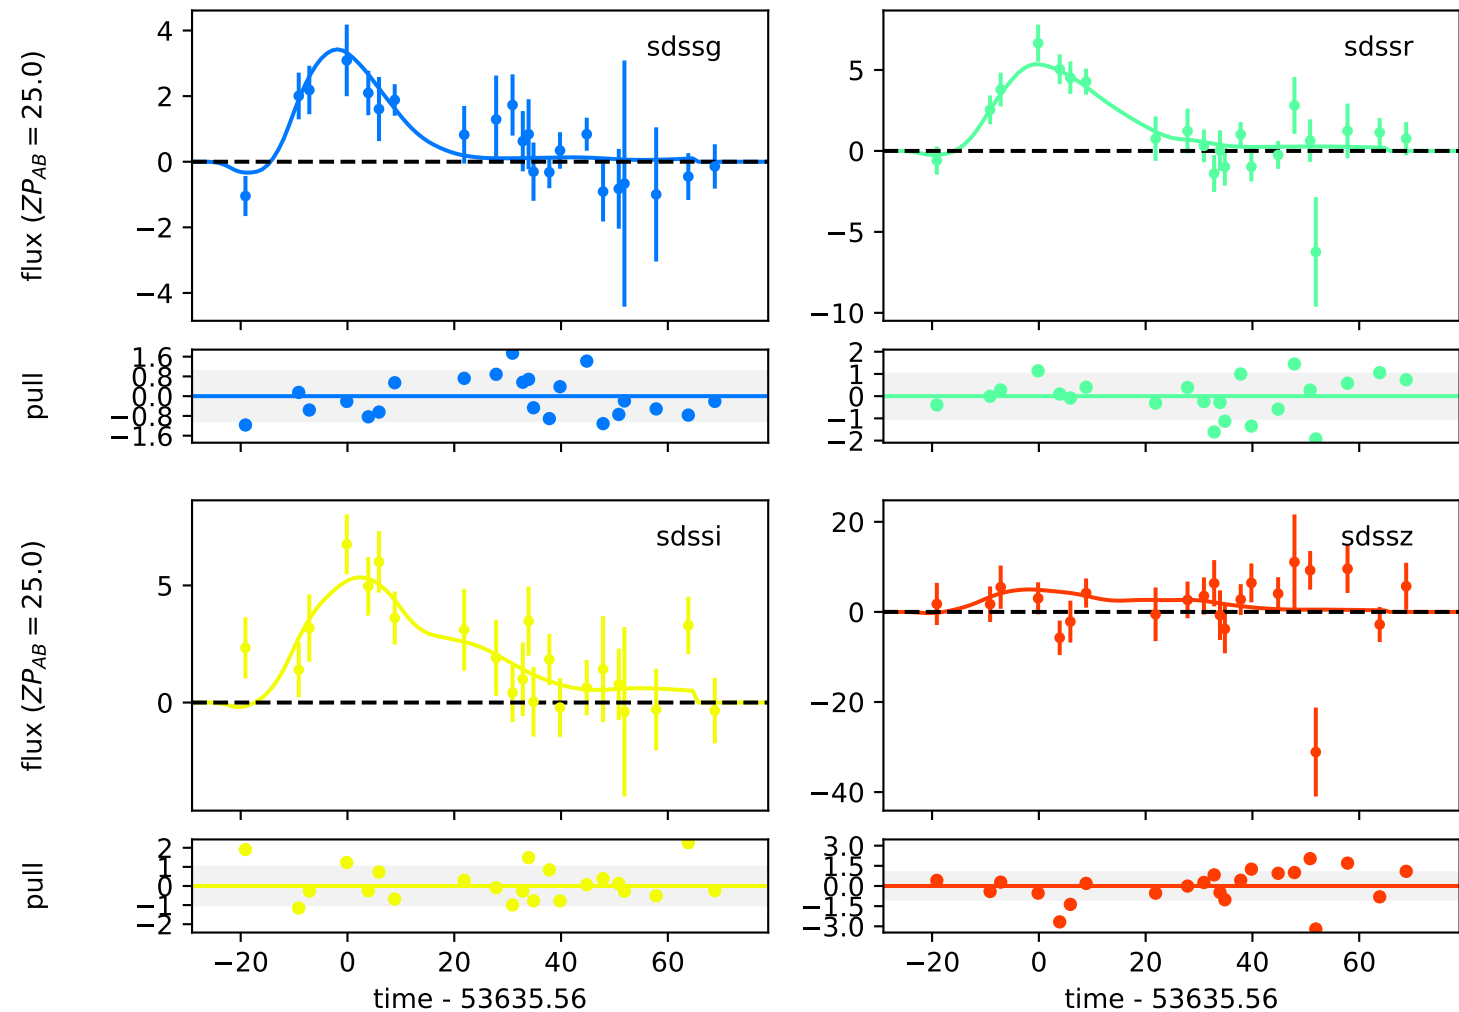 sdssg
flux (ZP_AB = 25.0)
4
2
0
−2
−4
sdssr
5
0
−5
−10
pull
1.6
0.8
0.0
−0.8
−1.6
2
1
0
−1
−2
sdssi
flux (ZP_AB = 25.0)
5
0
sdssz
20
0
−20
−40
pull
2
1
0
−1
−2
3.0
1.5
0.0
−1.5
−3.0
−20 0 20 40 60
−20 0 20 40 60
time - 53635.56
time - 53635.56